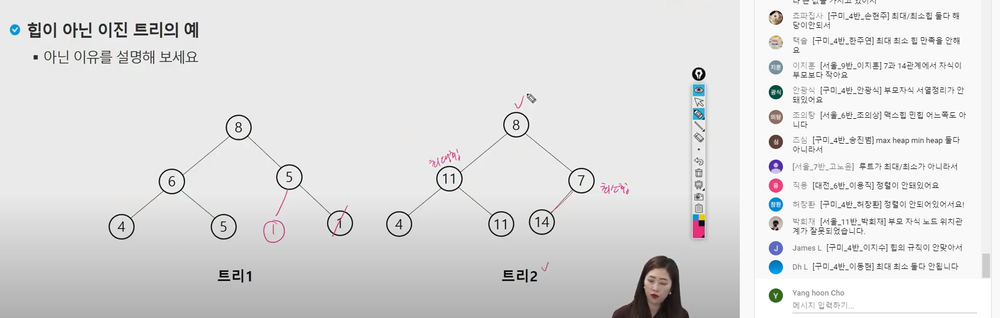 힙이 아닌 이진 트리의 예
아닌 이유를 설명해 보세요
8
6
5
4
5
1
1
트리1
8
최대힙
11
7
최소힙
4
11
14
트리2
초파집사 [구미_4반_손현주] 최대/최소힙 둘다 해
당이안되서
택솔 [구미_4반_한주연] 최대 최소 힙 만족을 안해
요
지훈
이지훈 [서울_9반_이지훈] 7과 14관계에서 자식이
부모보다 작아요
광식
안광식 [구미_4반_안광식] 부모자식 서열정리가 안
돼있어요
의탕
조의탕 [서울_6반_조의상] 맥스힙 민힙 어느쪽도 아
니다
심
즈심 [구미_4반_송진범] max heap min heap 둘다
아니라서
[서울_7반_고노윤] 루트가 최대/최소가 아니라서
용
직용 [대전_6반_이용직] 정렬이 안돼있어요
창환
허창환 [구미_4반_허창환] 정렬이 안되어있어서요!
박희재 [서울_11반_박희재] 부모 자식 노드 위치관
계가 잘못되었습니다.
J
James L [구미_4반_이지수] 힙의 규칙이 안맞아서
Dh L [구미_4반_이동현] 최대 최소 둘다 안됩니다
Y
Yang hoon Cho
메시지 입력하기...